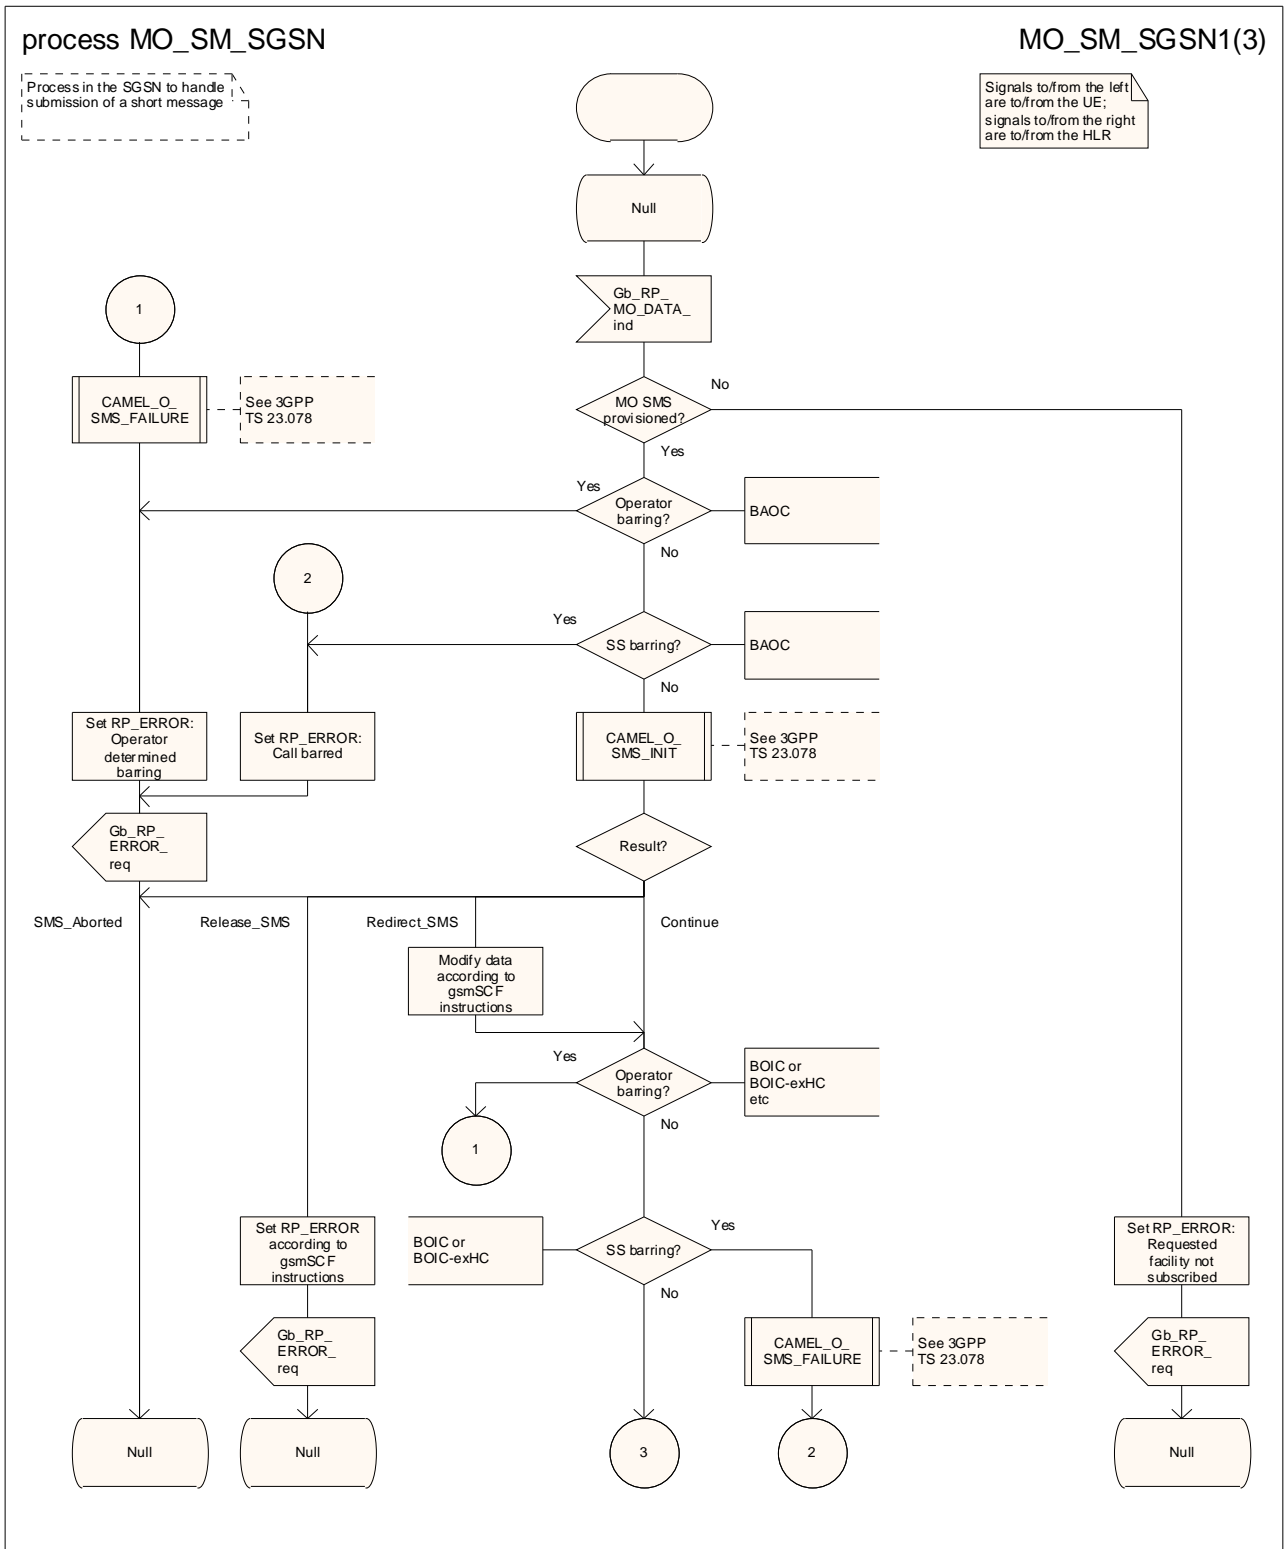 process MO_SM_SGSN
MO_SM_SGSN1(3)
Process in the SGSN to handle
submission of a short message
Signals to/from the left
are to/from the UE;
signals to/from the right
are to/from the HLR
Null
1
Gb_RP_
MO_DATA_
ind
CAMEL_O_
SMS_FAILURE
See 3GPP
TS 23.078
MO SMS
provisioned?
No
Yes
Yes
Operator
barring?
BAOC
No
2
Yes
SS barring?
BAOC
No
Set RP_ERROR:
Operator
determined
barring
Set RP_ERROR:
Call barred
CAMEL_O_
SMS_INIT
See 3GPP
TS 23.078
Gb_RP_
ERROR_
req
Result?
SMS_Aborted
Release_SMS
Redirect_SMS
Continue
Modify data
according to
gsmSCF
instructions
Yes
Operator
barring?
BOIC or
BOIC-exHC
etc
No
1
Set RP_ERROR
according to
gsmSCF
instructions
BOIC or
BOIC-exHC
SS barring?
Yes
No
Set RP_ERROR:
Requested
facility not
subscribed
Gb_RP_
ERROR_
req
CAMEL_O_
SMS_FAILURE
See 3GPP
TS 23.078
Gb_RP_
ERROR_
req
Null
Null
3
2
Null